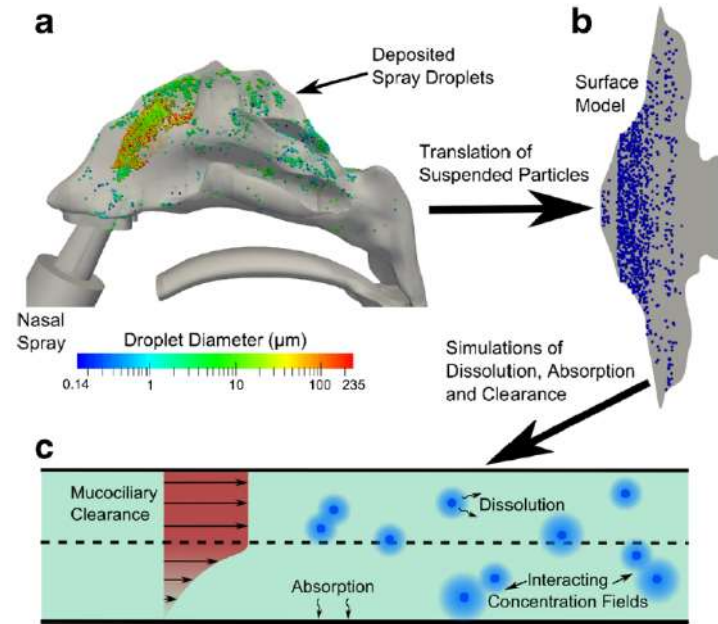 a
Deposited
Spray Droplets
b
Surface
Model
Translation of
Suspended Particles
Nasal
Spray
Droplet Diameter (µm)
0.14 1 10 100 235
Simulations of
Dissolution, Absorption
and Clearance
c
Mucociliary
Clearance
Dissolution
Absorption
Interacting
Concentration Fields